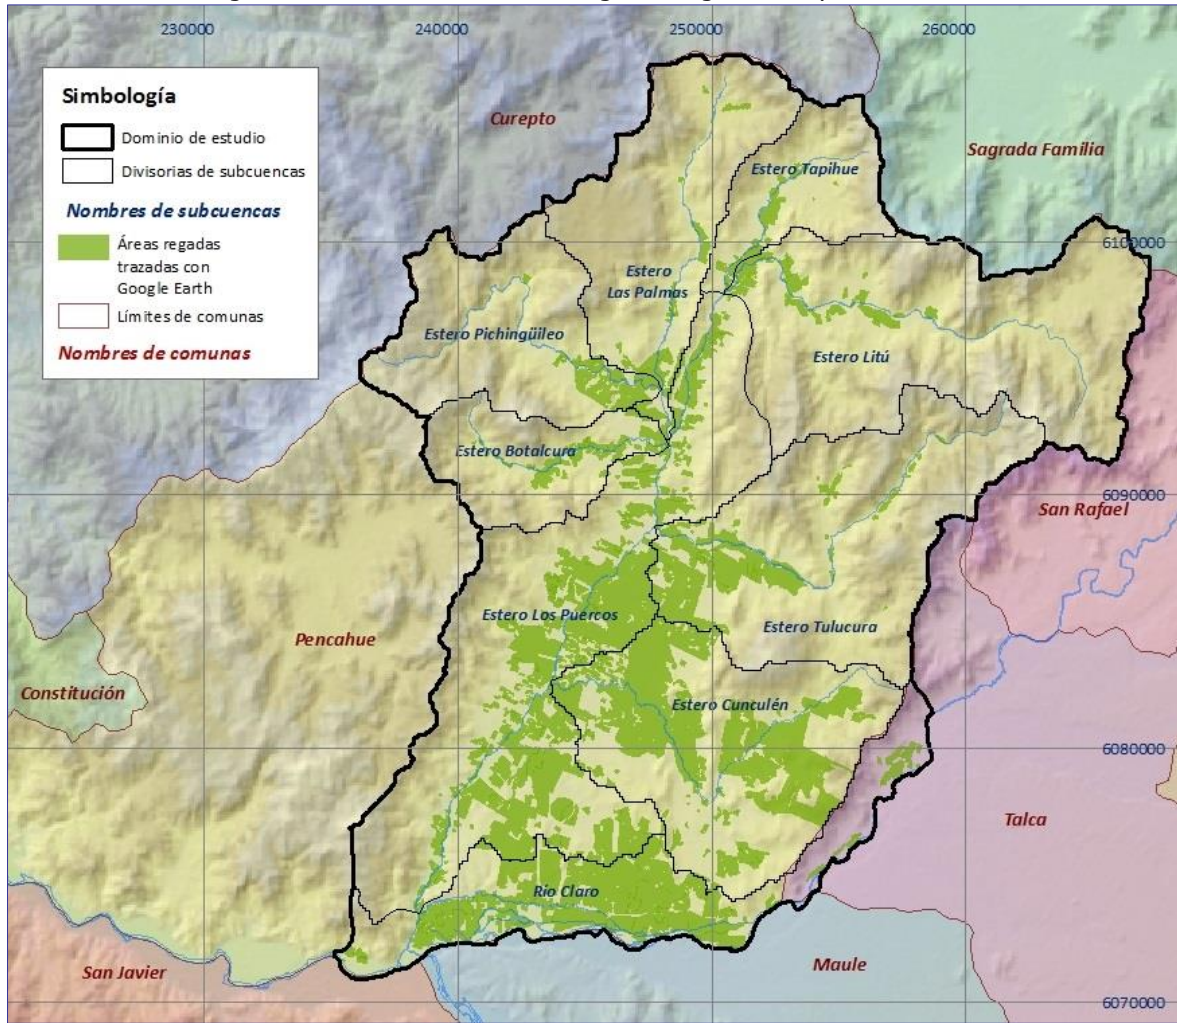 230000
240000
250000
260000
Simbología
Dominio de estudio
Divisorias de subcuencas
Nombres de subcuencas
Áreas regadas
trazadas con
Google Earth
Límites de comunas
Nombres de comunas
Curepto
Sagrada Familia
Estero Tapihue
6100000
Estero
Las Palmas
Estero Pichingüileo
Estero Litú
Estero Botalcura
6090000
San Rafael
Estero Los Puercos
Estero Tulucura
Pencahue
Constitución
Estero Cunculén
6080000
Talca
Río Claro
San Javier
Maule
6070000